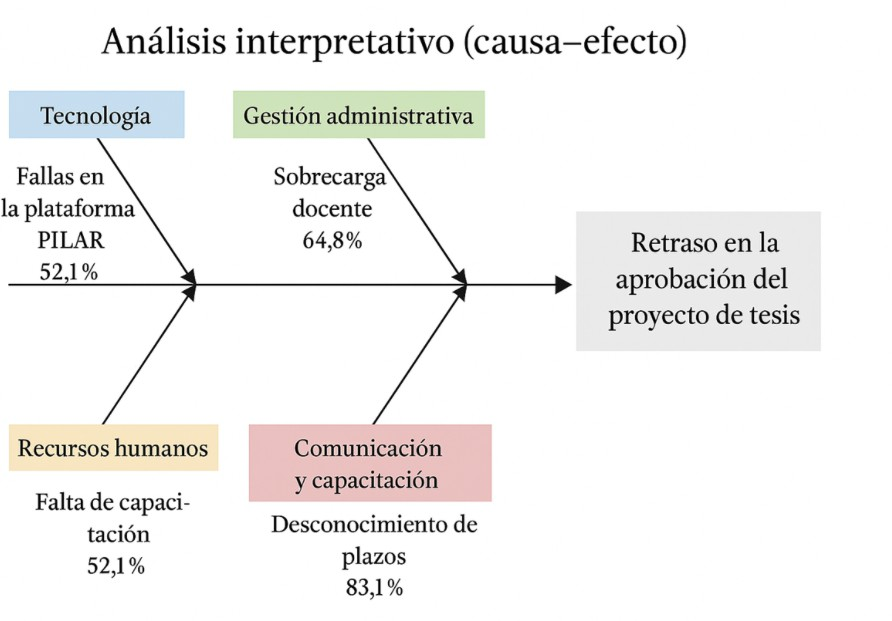 Análisis interpretativo (causa–efecto)
Tecnología
Gestión administrativa
Fallas en
la plataforma
PILAR
52,1%
Sobrecarga
docente
64,8%
Retraso en la
aprobación del
proyecto de tesis
Recursos humanos
Falta de capaci-
tación
52,1%
Comunicación
y capacitación
Desconocimiento de
plazos
83,1%